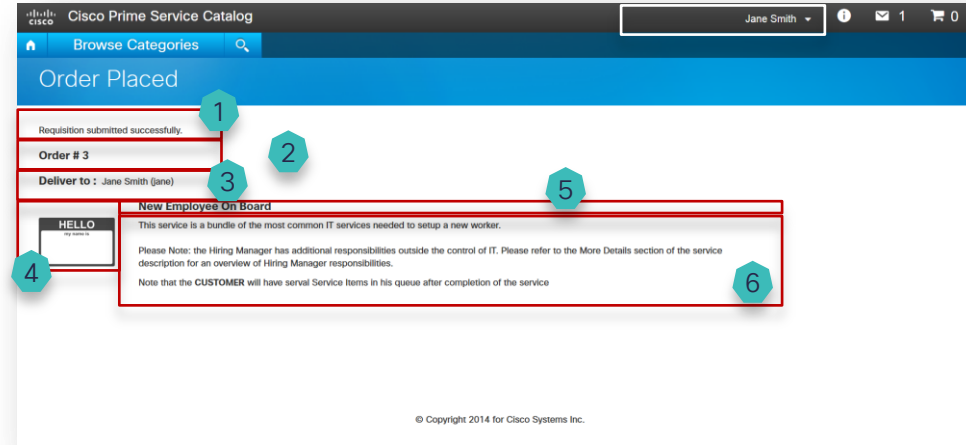 cisco Cisco Prime Service Catalog
Jane Smith
i
1
0
Browse Categories
Order Placed
1
Requisition submitted successfully.
2
Order # 3
3
Deliver to : Jane Smith (jane)
5
New Employee On Board
HELLO
my name is
This service is a bundle of the most common IT services needed to setup a new worker.
Please Note: the Hiring Manager has additional responsibilities outside the control of IT. Please refer to the More Details section of the service
description for an overview of Hiring Manager responsibilities.
4
6
Note that the CUSTOMER will have serval Service Items in his queue after completion of the service
© Copyright 2014 for Cisco Systems Inc.